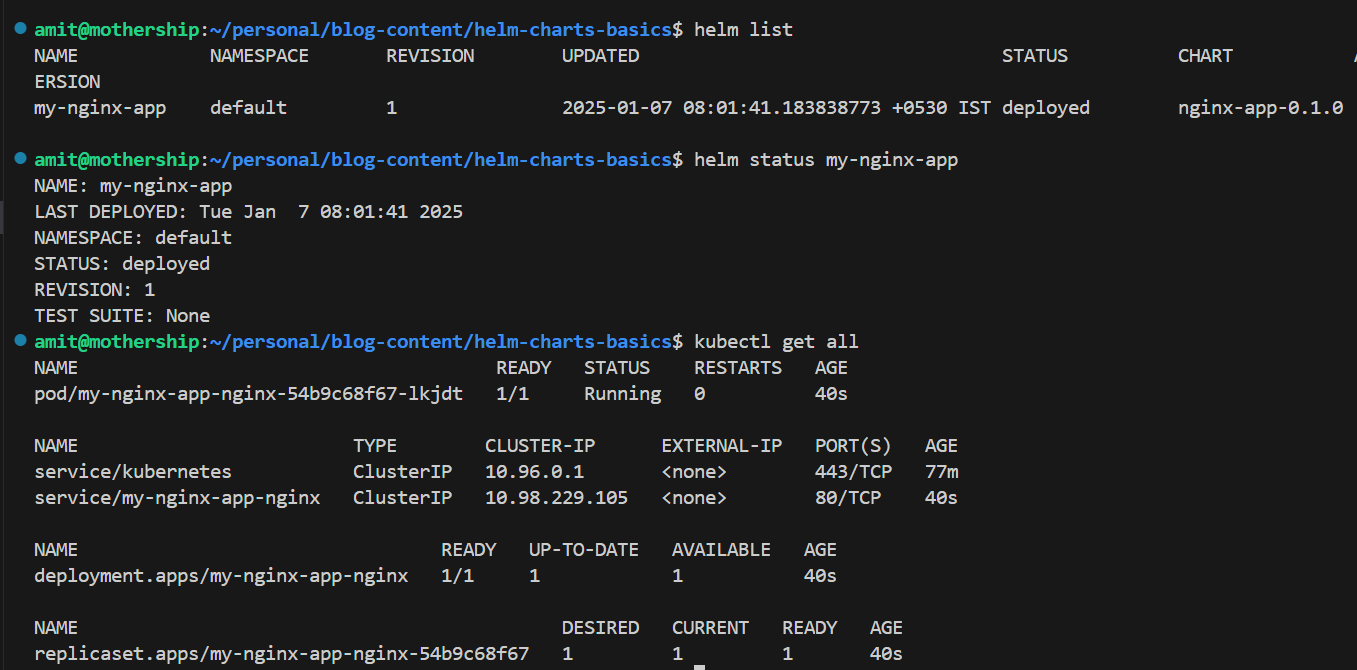 amit@mothership:~/personal/blog-content/helm-charts-basics$ helm list
NAME            NAMESPACE       REVISION        UPDATED                                 STATUS          CHART
ERSION
my-nginx-app    default         1               2025-01-07 08:01:41.183838773 +0530 IST deployed        nginx-app-0.1.0
amit@mothership:~/personal/blog-content/helm-charts-basics$ helm status my-nginx-app
NAME: my-nginx-app
LAST DEPLOYED: Tue Jan  7 08:01:41 2025
NAMESPACE: default
STATUS: deployed
REVISION: 1
TEST SUITE: None
amit@mothership:~/personal/blog-content/helm-charts-basics$ kubectl get all
NAME                                      READY   STATUS    RESTARTS   AGE
pod/my-nginx-app-nginx-54b9c68f67-lkjdt   1/1     Running   0          40s
NAME                         TYPE        CLUSTER-IP      EXTERNAL-IP   PORT(S)   AGE
service/kubernetes           ClusterIP   10.96.0.1       <none>        443/TCP   77m
service/my-nginx-app-nginx   ClusterIP   10.98.229.105   <none>        80/TCP    40s
NAME                                 READY   UP-TO-DATE   AVAILABLE   AGE
deployment.apps/my-nginx-app-nginx   1/1     1            1           40s
NAME                                            DESIRED   CURRENT   READY   AGE
replicaset.apps/my-nginx-app-nginx-54b9c68f67   1         1         1       40s